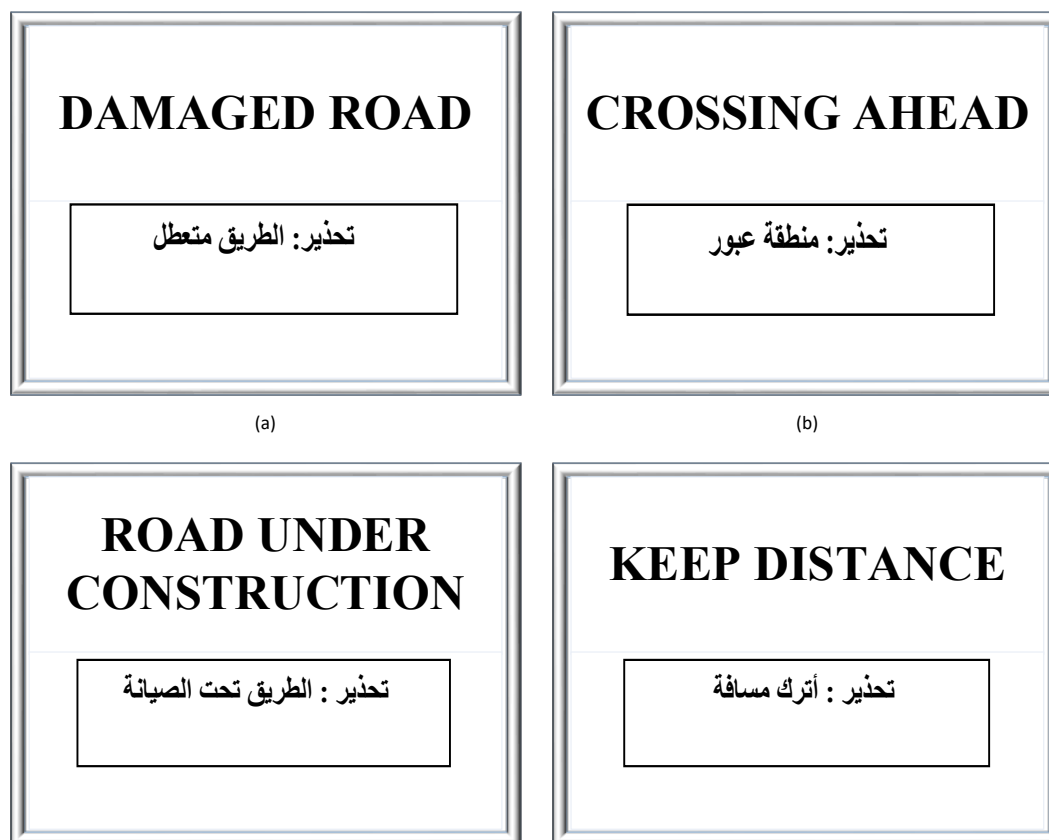 DAMAGED ROAD
تحذير: الطريق متعطل
(a)
CROSSING AHEAD
تحذير: منطقة عبور
(b)
ROAD UNDER
CONSTRUCTION
تحذير : الطريق تحت الصيانة
KEEP DISTANCE
تحذير : أترك مسافة